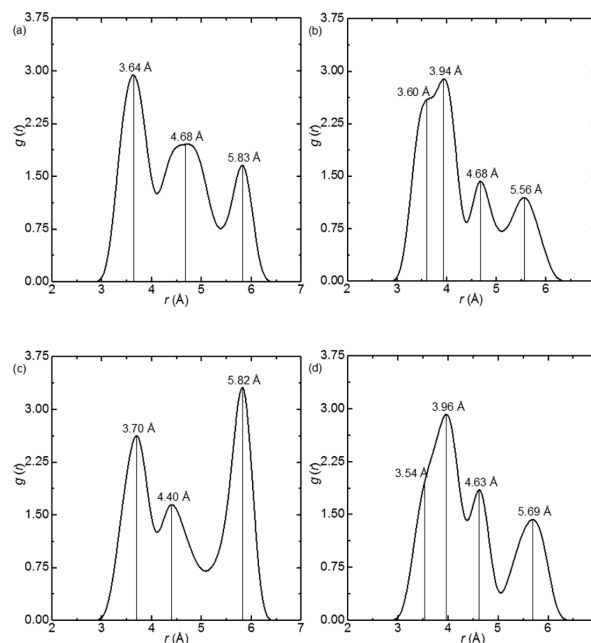 (a)
3.75
3.00
2.25
1.50
0.75
0.00
g (r)
3.64 Å
4.68 Å
5.83 Å
2 3 4 5 6 7
r (Å)
(b)
3.75
3.00
2.25
1.50
0.75
0.00
g (r)
3.60 Å
3.94 Å
4.68 Å
5.56 Å
2 3 4 5 6
r (Å)
(c)
3.75
3.00
2.25
1.50
0.75
0.00
g (r)
3.70 Å
4.40 Å
5.82 Å
2 3 4 5 6 7
r (Å)
(d)
3.75
3.00
2.25
1.50
0.75
0.00
g (r)
3.54 Å
3.96 Å
4.63 Å
5.69 Å
2 3 4 5 6
r (Å)